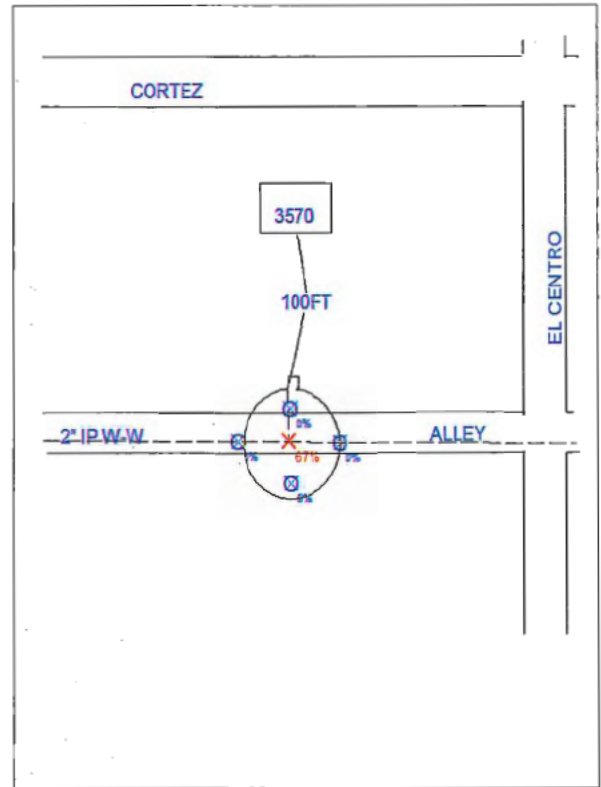 CORTEZ
3570
EL CENTRO
100FT
0%
2" IP W-W
ALLEY
67%
0%
0%